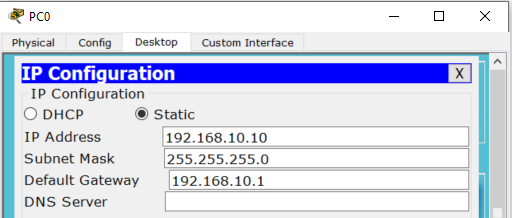 PC0
Physical Config Desktop Custom Interface
IP Configuration X
IP Configuration
DHCP Static
IP Address 192.168.10.10
Subnet Mask 255.255.255.0
Default Gateway 192.168.10.1
DNS Server